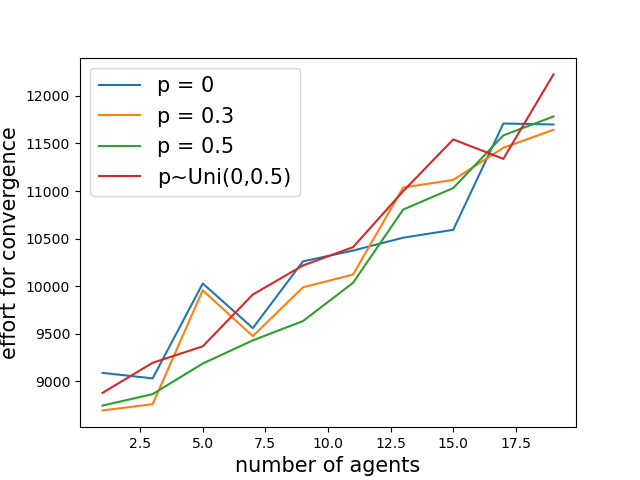 p = 0
p = 0.3
p = 0.5
p~Uni(0,0.5)
12000
11500
11000
10500
10000
9500
9000
effort for convergence
2.5 5.0 7.5 10.0 12.5 15.0 17.5
number of agents